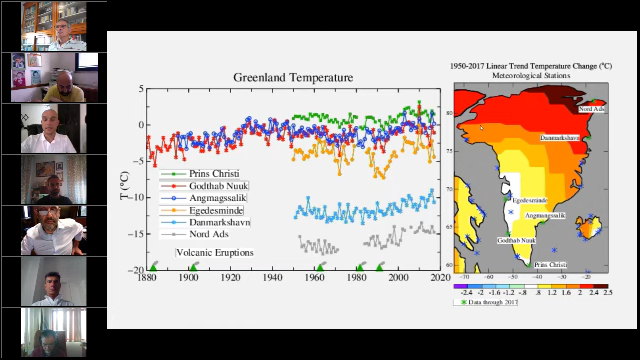 Greenland Temperature
5
0
−5
−10
−15
−20
T (°C)
Prins Christi
Godthab Nuuk
Angmagssalik
Egedesminde
Danmarkshavn
Nord Ads
Volcanic Eruptions
1880 1900 1920 1940 1960 1980 2000 2020
1950-2017 Linear Trend Temperature Change (°C)
Meteorological Stations
80
75
70
65
60
Nord Ads
Danmarkshavn
Egedesminde
Angmagssalik
Godthab Nuuk
Prins Christi
−70 −60 −50 −40 −30 −20
-2.4 -2 -1.6 -1.2 -.8 .8 1.2 1.6 2 2.4 2.5
Data through 2017